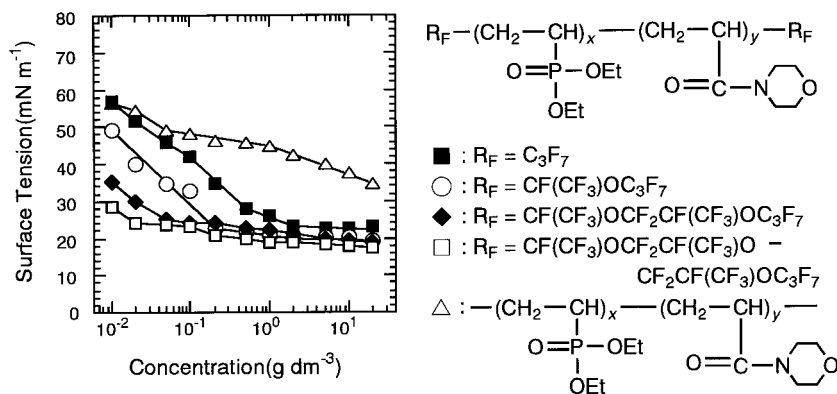 80
70
60
50
40
30
20
10
0
Surface Tension(mN m⁻¹)
10⁻² 10⁻¹ 10⁰ 10¹
Concentration(g dm⁻³)
R_F—(CH₂ CH)ₓ—(CH₂ CH)ᵧ—R_F
O=P—OEt
OEt
O=C—N O
■ : R_F = C₃F₇
○ : R_F = CF(CF₃)OC₃F₇
◆ : R_F = CF(CF₃)OCF₂CF(CF₃)OC₃F₇
□ : R_F = CF(CF₃)OCF₂CF(CF₃)O −
CF₂CF(CF₃)OC₃F₇
△ : —(CH₂ CH)ₓ—(CH₂ CH)ᵧ—
O=P—OEt
OEt
O=C—N O